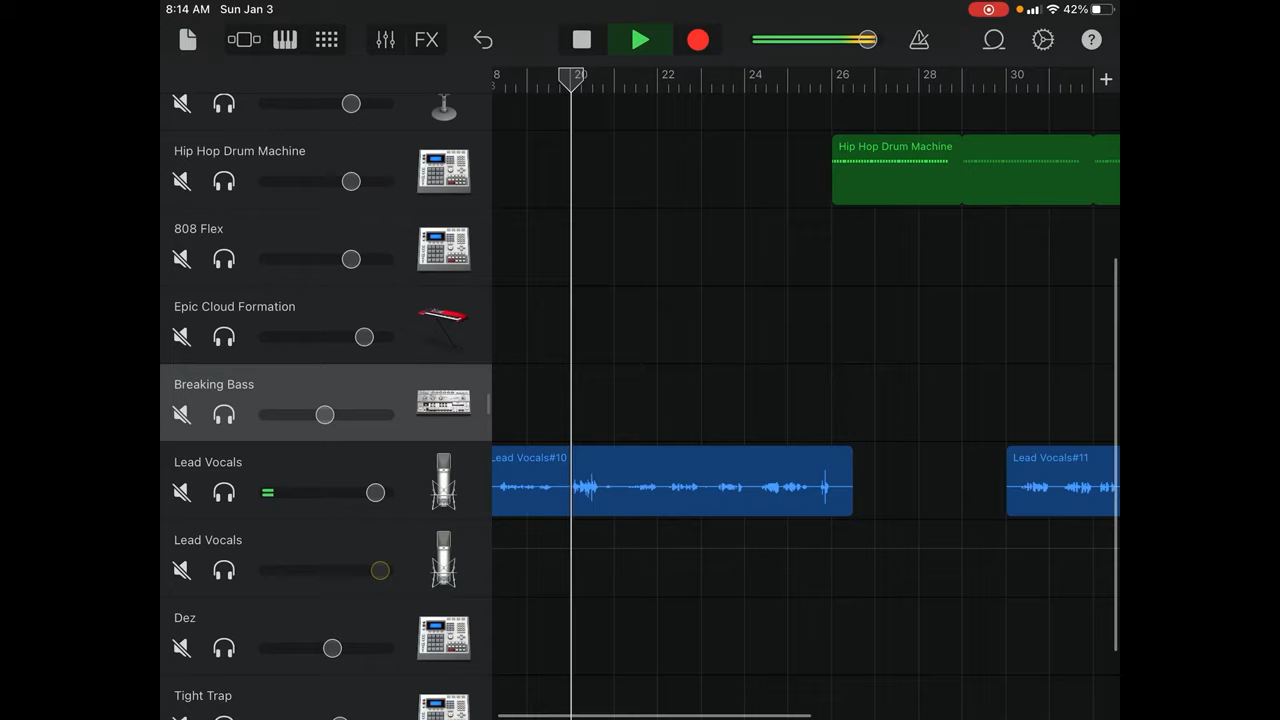 8:14 AM Sun Jan 3
42%
FX
?
8 20 22 24 26 28 30
+
Hip Hop Drum Machine
Hip Hop Drum Machine
808 Flex
Epic Cloud Formation
Breaking Bass
Lead Vocals
Lead Vocals#10
Lead Vocals#11
Lead Vocals
Dez
Tight Trap